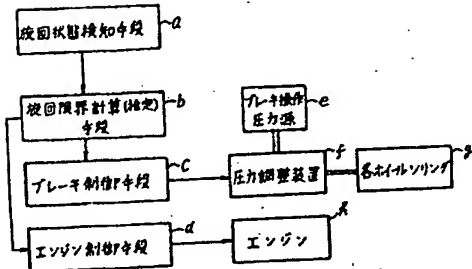 旋回状態検知手段
a
旋回限界計算(推定)
手段
b
ブレーキ操作
圧力源
e
ブレーキ制御手段
c
圧力調整装置
f
各ホイールシリンダ
g
エンジン制御手段
d
エンジン
h